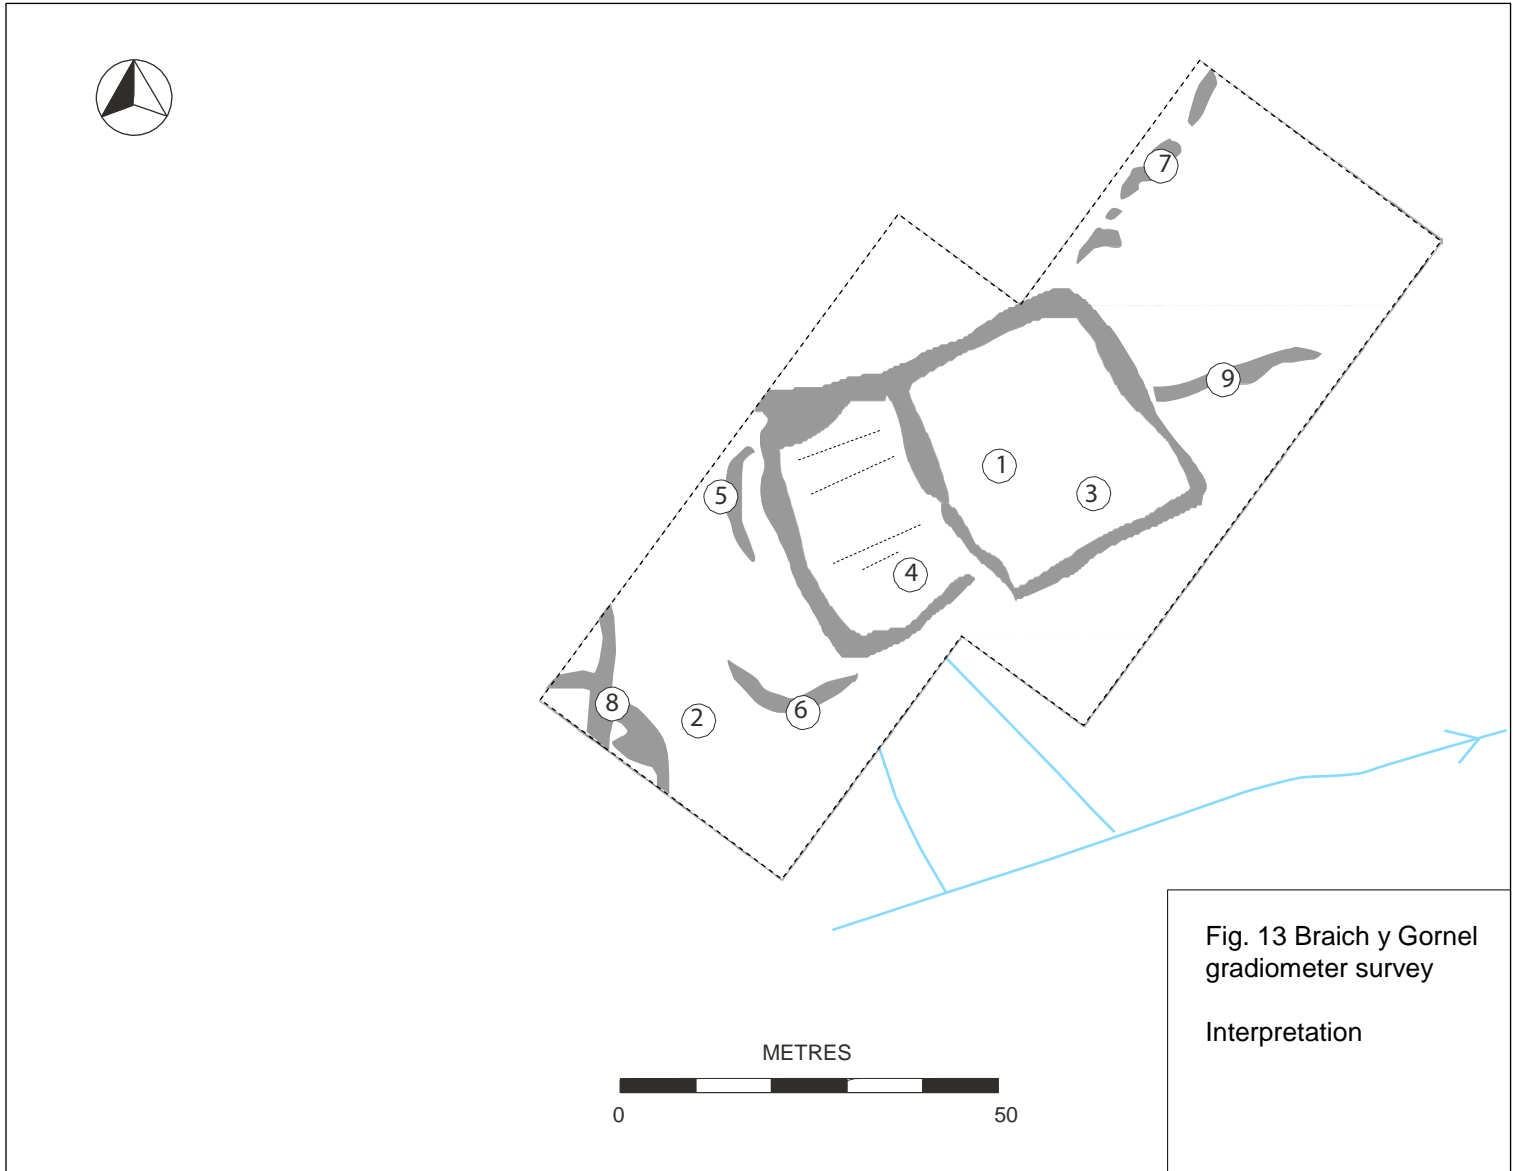 7
9
1
3
5
4
8
2
6
Fig. 13 Braich y Gornel
gradiometer survey
Interpretation
METRES
0 50